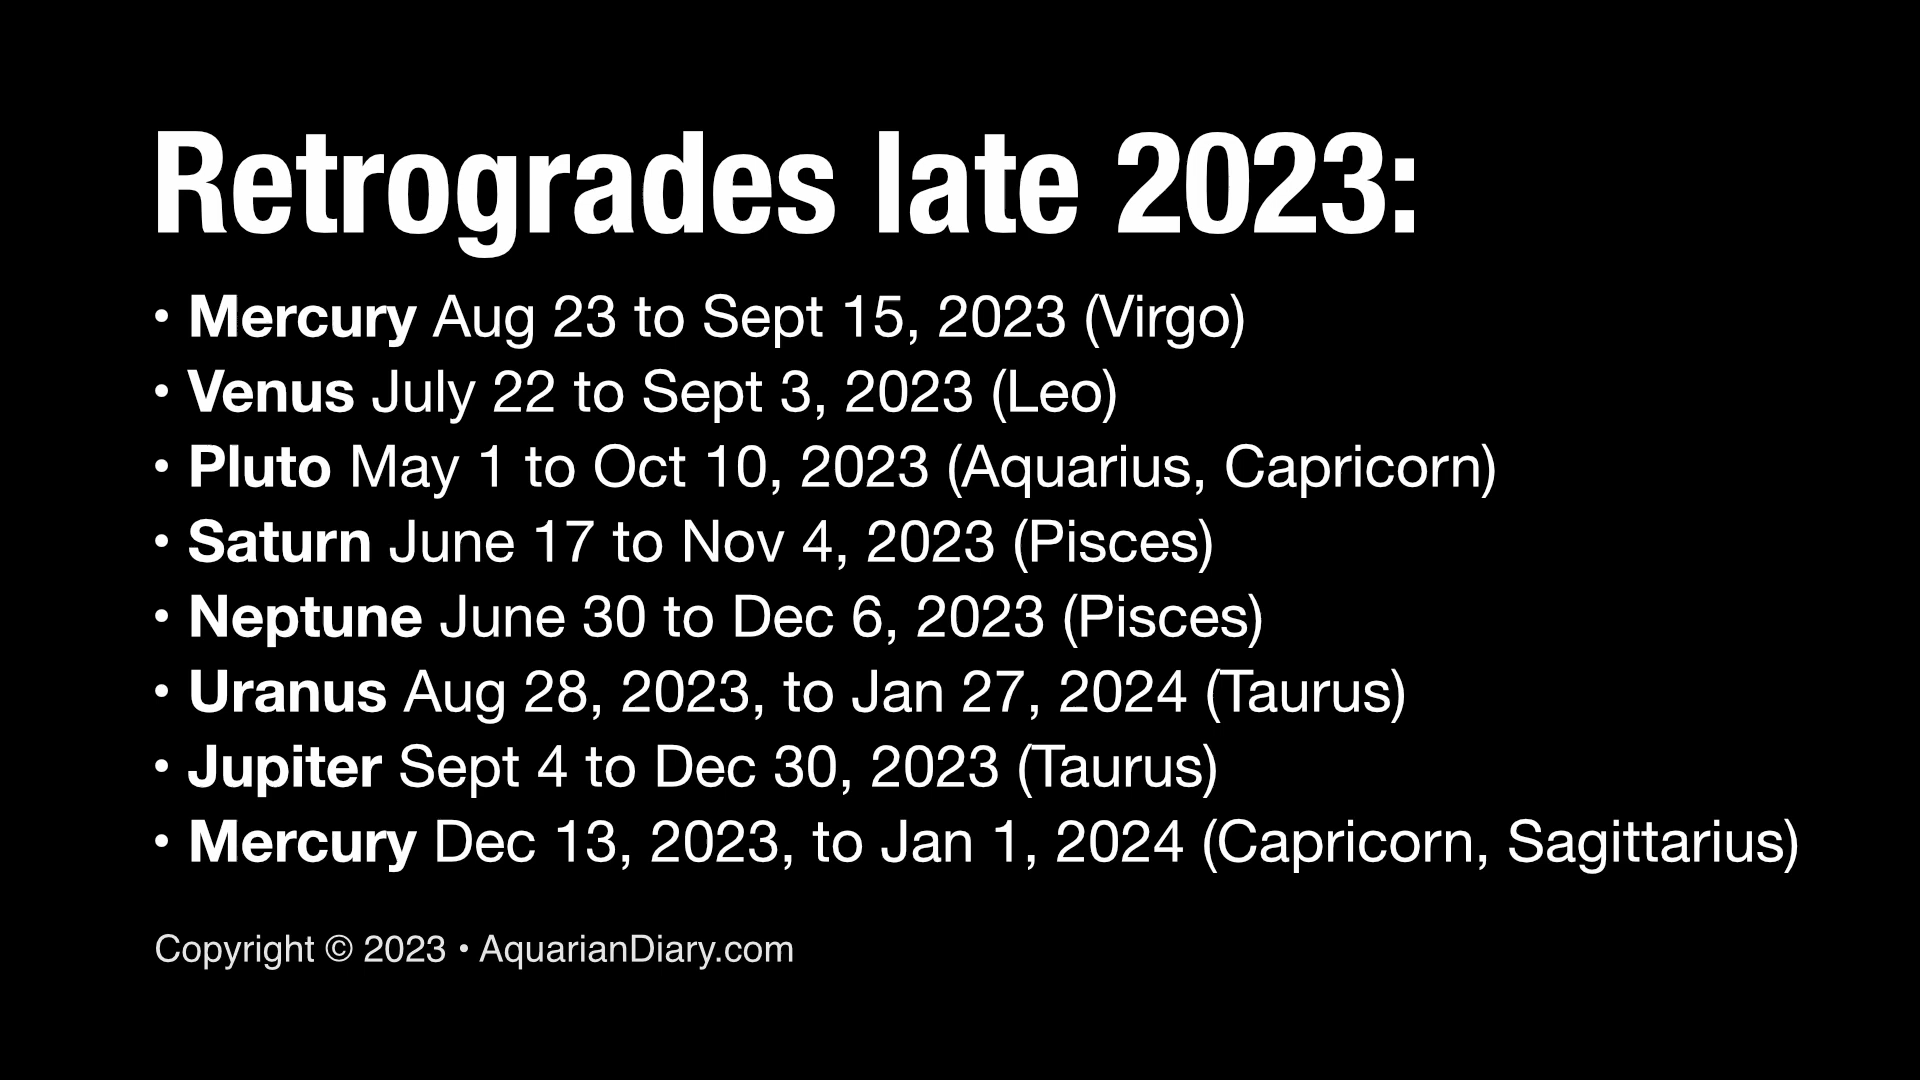 Retrogrades late 2023:
• Mercury Aug 23 to Sept 15, 2023 (Virgo)
• Venus July 22 to Sept 3, 2023 (Leo)
• Pluto May 1 to Oct 10, 2023 (Aquarius, Capricorn)
• Saturn June 17 to Nov 4, 2023 (Pisces)
• Neptune June 30 to Dec 6, 2023 (Pisces)
• Uranus Aug 28, 2023, to Jan 27, 2024 (Taurus)
• Jupiter Sept 4 to Dec 30, 2023 (Taurus)
• Mercury Dec 13, 2023, to Jan 1, 2024 (Capricorn, Sagittarius)
Copyright © 2023 • AquarianDiary.com